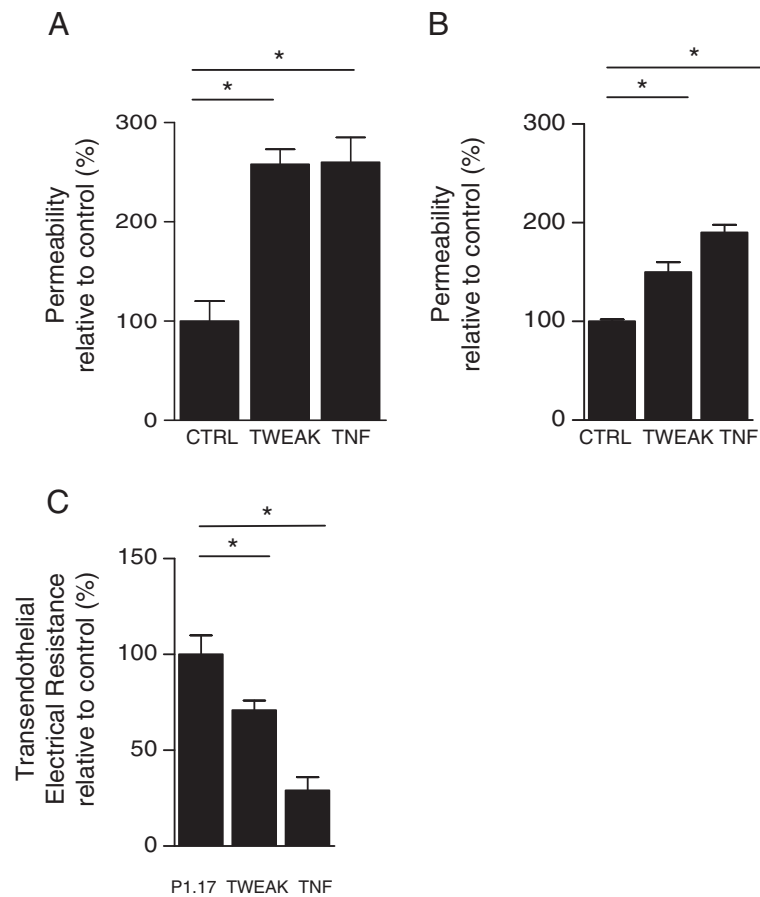 A
*
*
Permeability
relative to control (%)
300
200
100
0
CTRL TWEAK TNF
B
*
*
Permeability
relative to control (%)
300
200
100
0
CTRL TWEAK TNF
C
*
*
Transendothelial
Electrical Resistance
relative to control (%)
150
100
50
0
P1.17 TWEAK TNF